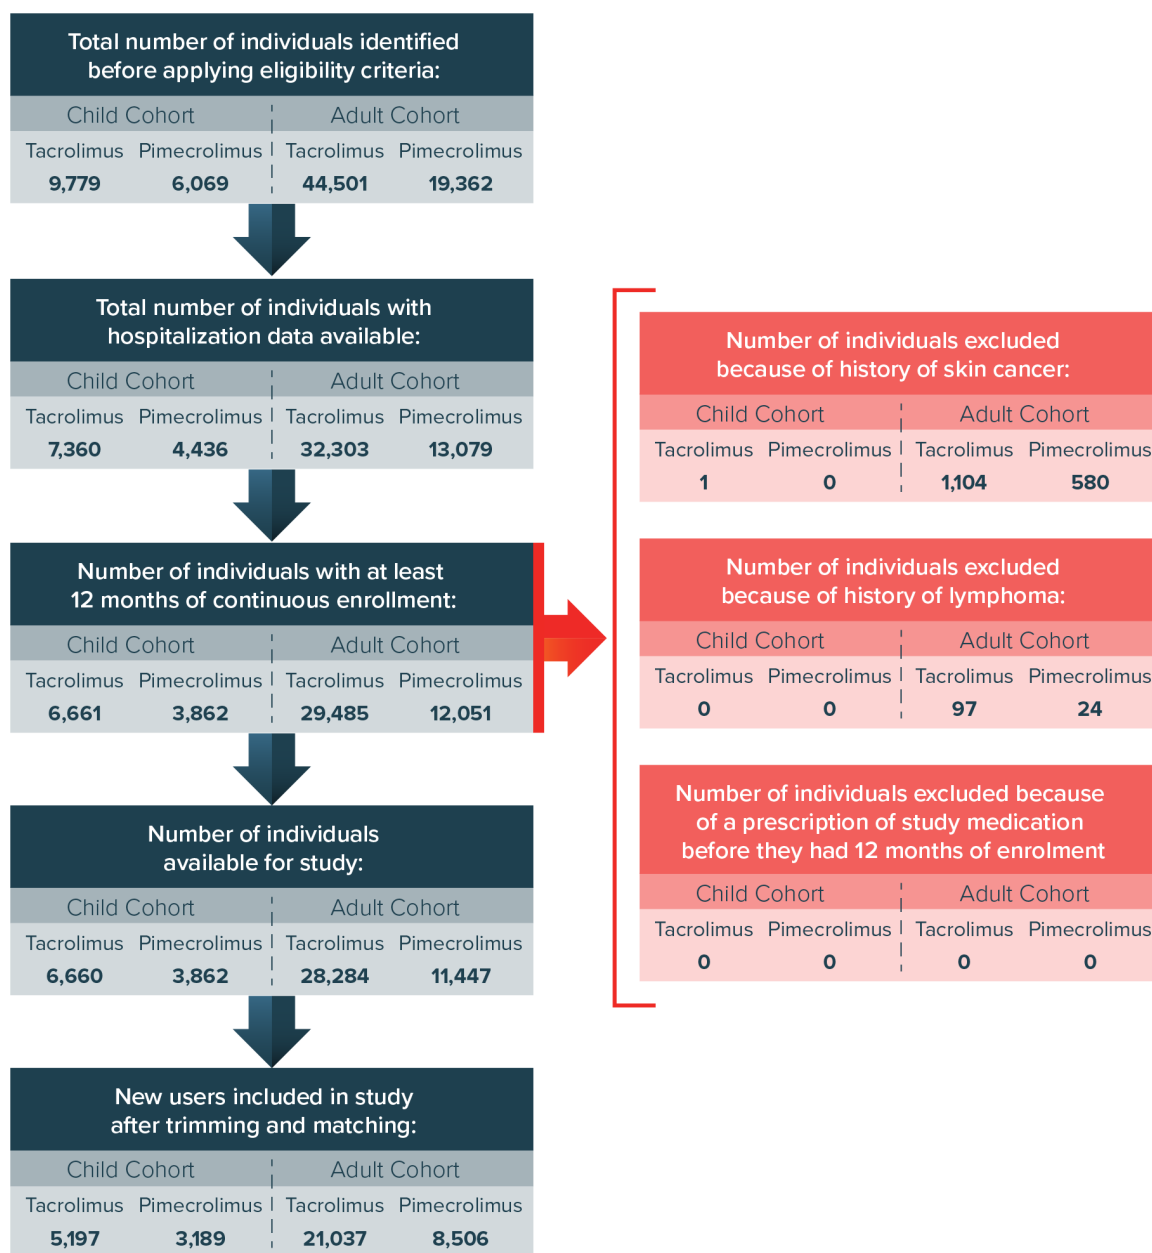 Total number of individuals identified
before applying eligibility criteria:
Child Cohort Adult Cohort
Tacrolimus Pimecrolimus Tacrolimus Pimecrolimus
9,779 6,069 44,501 19,362
Total number of individuals with
hospitalization data available:
Child Cohort Adult Cohort
Tacrolimus Pimecrolimus Tacrolimus Pimecrolimus
7,360 4,436 32,303 13,079
Number of individuals with at least
12 months of continuous enrollment:
Child Cohort Adult Cohort
Tacrolimus Pimecrolimus Tacrolimus Pimecrolimus
6,661 3,862 29,485 12,051
Number of individuals excluded
because of history of skin cancer:
Child Cohort Adult Cohort
Tacrolimus Pimecrolimus Tacrolimus Pimecrolimus
1 0 1,104 580
Number of individuals excluded
because of history of lymphoma:
Child Cohort Adult Cohort
Tacrolimus Pimecrolimus Tacrolimus Pimecrolimus
0 0 97 24
Number of individuals excluded because
of a prescription of study medication
before they had 12 months of enrolment
Child Cohort Adult Cohort
Tacrolimus Pimecrolimus Tacrolimus Pimecrolimus
0 0 0 0
Number of individuals
available for study:
Child Cohort Adult Cohort
Tacrolimus Pimecrolimus Tacrolimus Pimecrolimus
6,660 3,862 28,284 11,447
New users included in study
after trimming and matching:
Child Cohort Adult Cohort
Tacrolimus Pimecrolimus Tacrolimus Pimecrolimus
5,197 3,189 21,037 8,506